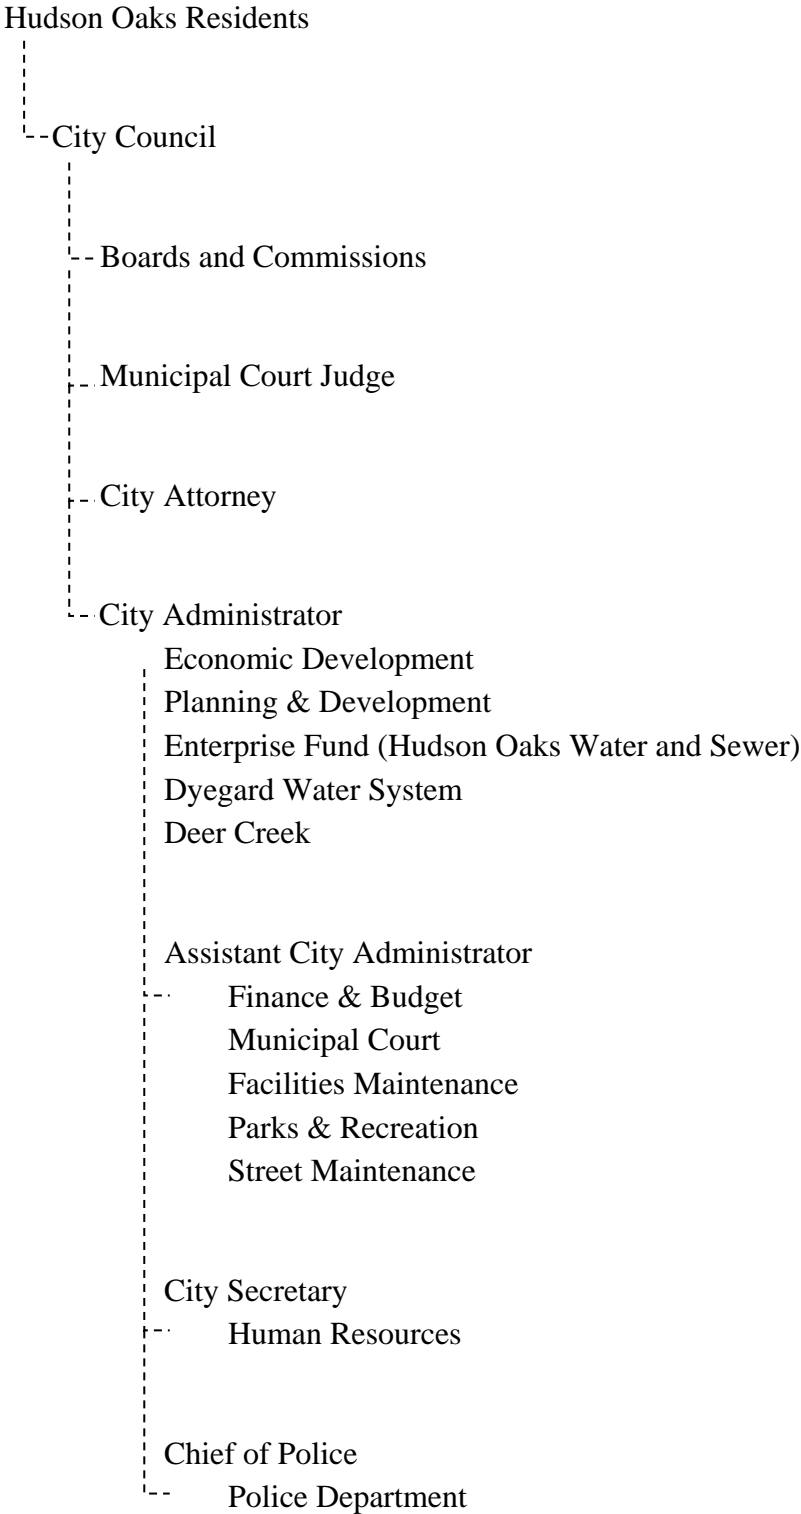 Hudson Oaks Residents
City Council
Boards and Commissions
Municipal Court Judge
City Attorney
City Administrator
Economic Development
Planning & Development
Enterprise Fund (Hudson Oaks Water and Sewer)
Dyegard Water System
Deer Creek
Assistant City Administrator
Finance & Budget
Municipal Court
Facilities Maintenance
Parks & Recreation
Street Maintenance
City Secretary
Human Resources
Chief of Police
Police Department